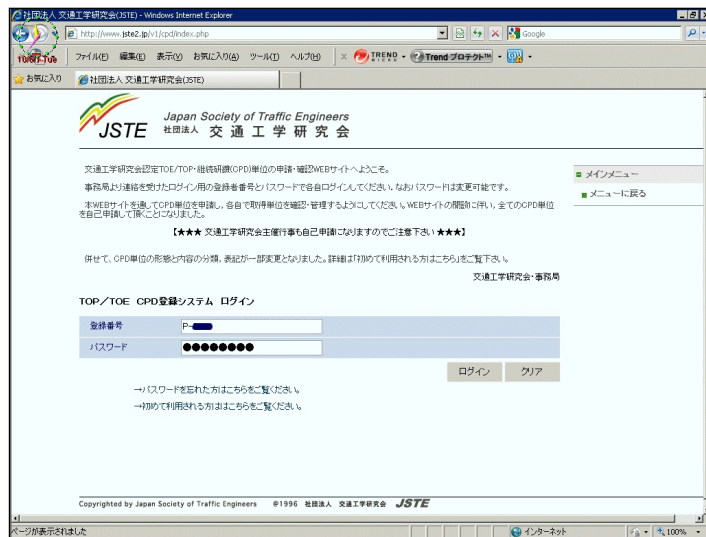 社団法人 交通工学研究会(JSTE) - Windows Internet Explorer
http://www.jste2.jp/v1/cpd/index.php
Google
ファイル(F) 編集(E) 表示(V) お気に入り(A) ツール(T) ヘルプ(H)
TREND MICRO Trend プロテクト™
お気に入り
社団法人 交通工学研究会(JSTE)
Japan Society of Traffic Engineers
JSTE 社団法人 交通工学研究会
交通工学研究会認定TOE/TOP・継続研鑽(CPD)単位の申請・確認WEBサイトへようこそ。
事務局より連絡を受けたログイン用の登録者番号とパスワードで各自ログインしてください。なおパスワードは変更可能です。
本WEBサイトを通してCPD単位を申請し、各自で取得単位を確認・管理するようにしてください。WEBサイトの開設に伴い、全てのCPD単位
を自己申請して頂くことになりました。
【★★★ 交通工学研究会主催行事も自己申請になりますのでご注意下さい ★★★】
併せて、CPD単位の形態と内容の分類、表記が一部変更となりました。詳細は「初めて利用される方はこちら」をご覧下さい。
交通工学研究会・事務局
メインメニュー
メニューに戻る
TOP/TOE CPD登録システム ログイン
登録番号 P-
パスワード ●●●●●●●●
ログイン クリア
→パスワードを忘れた方はこちらをご覧ください。
→初めて利用される方ははこちらをご覧ください。
Copyrighted by Japan Society of Traffic Engineers @1996 社団法人 交通工学研究会 JSTE
ページが表示されました
インターネット
100%